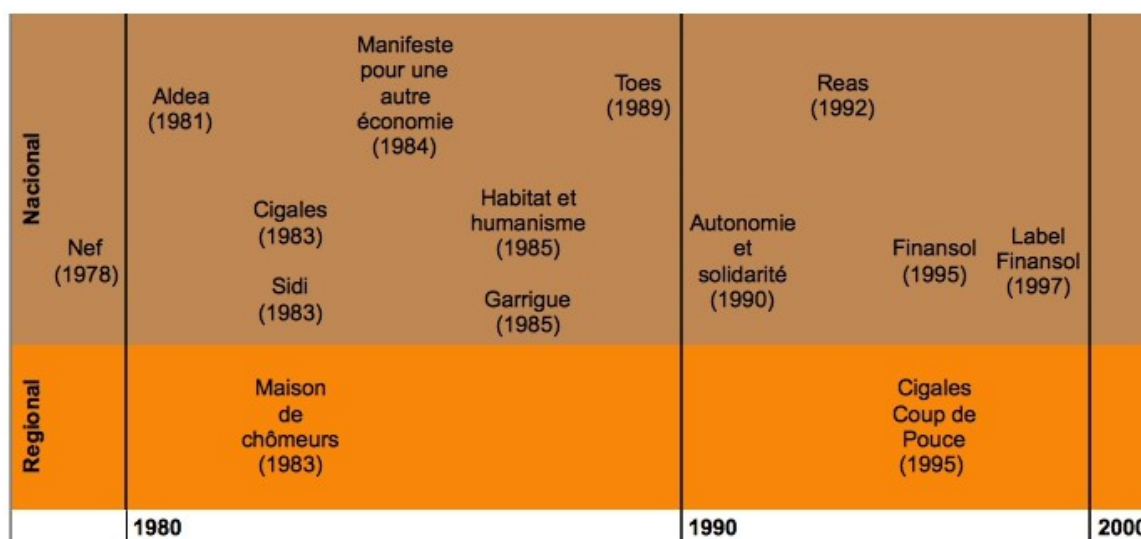 Nacional
Nef
(1978)
Aldea
(1981)
Cigales
(1983)
Sidi
(1983)
Manifeste
pour une
autre
économie
(1984)
Habitat et
humanisme
(1985)
Garrigue
(1985)
Toes
(1989)
Autonomie
et
solidarité
(1990)
Reas
(1992)
Finansol
(1995)
Label
Finansol
(1997)
Regional
Maison
de
chômeurs
(1983)
Cigales
Coup de
Pouce
(1995)
1980
1990
2000